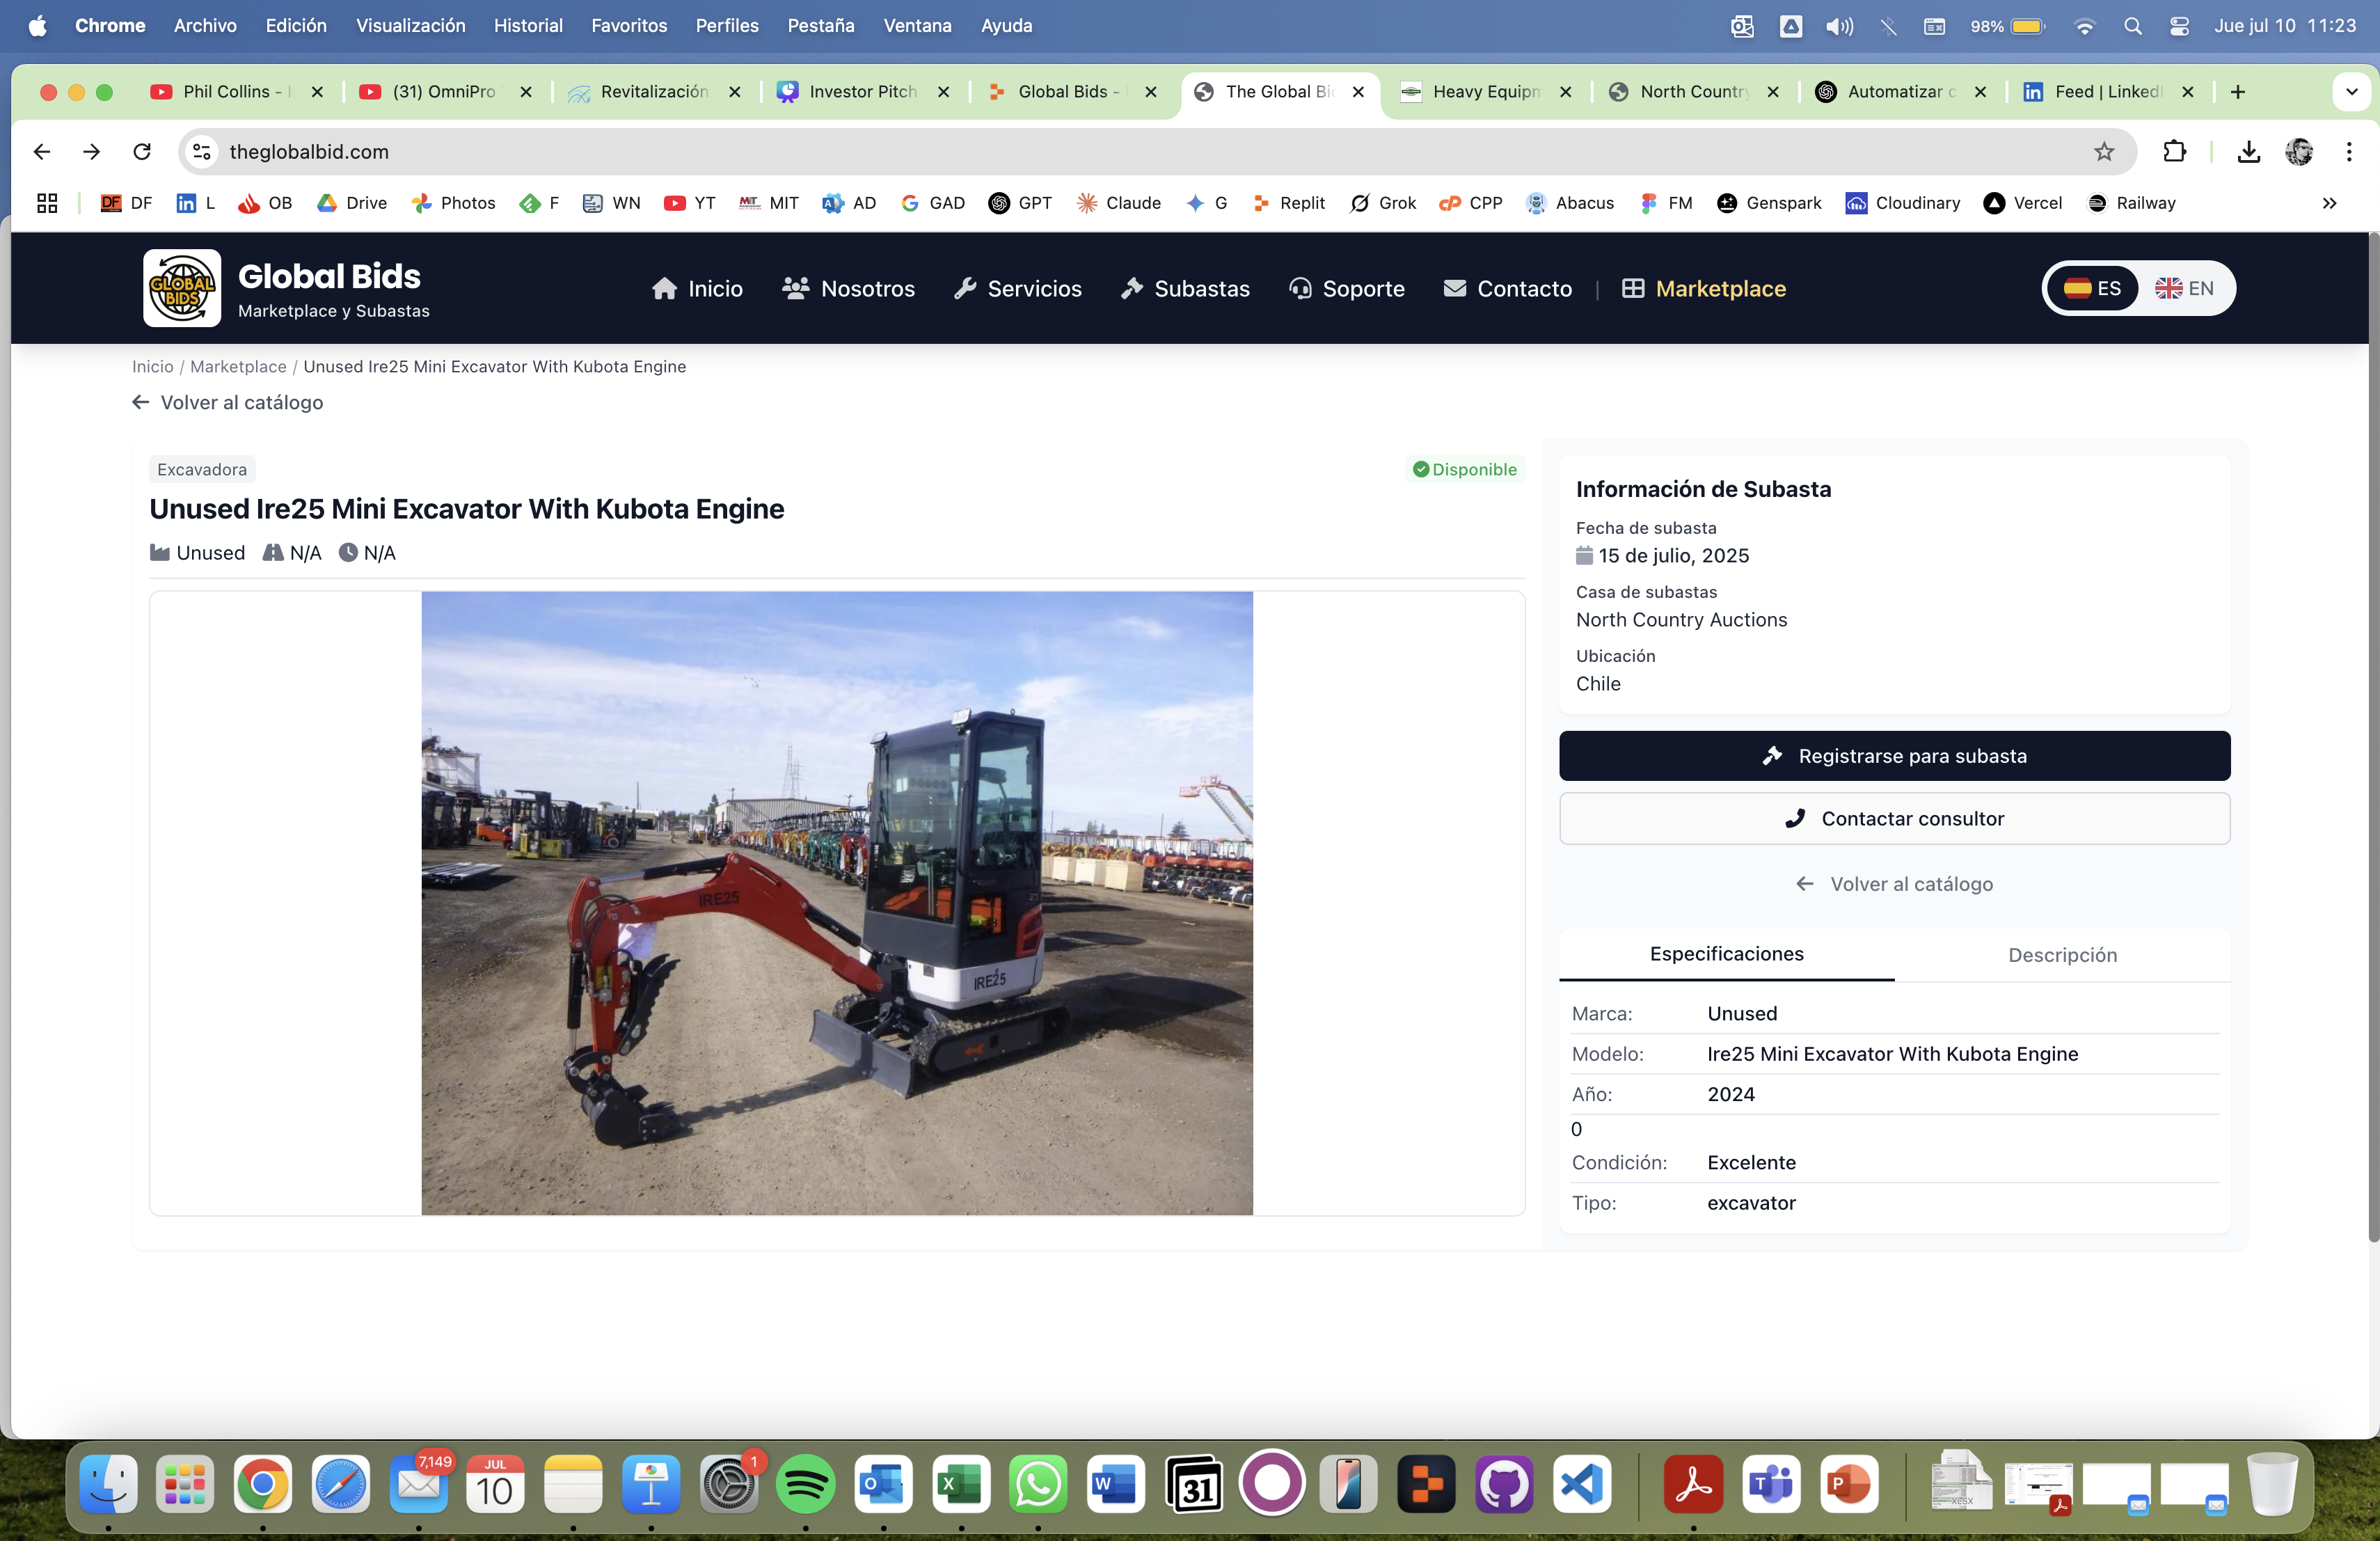 Chrome Archivo Edición Visualización Historial Favoritos Perfiles Pestaña Ventana Ayuda 98% Jue jul 10 11:23
Phil Collins - (31) OmniPro Revitalización Investor Pitch Global Bids - The Global Bi Heavy Equipm North Country Automatizar c Feed | Linked
theglobalbid.com
DF DF L OB Drive Photos F WN YT MIT AD GAD GPT Claude G Replit Grok CPP Abacus FM Genspark Cloudinary Vercel Railway
GLOBAL BIDS
Global Bids
Marketplace y Subastas
Inicio Nosotros Servicios Subastas Soporte Contacto | Marketplace ES EN
Inicio / Marketplace / Unused Ire25 Mini Excavator With Kubota Engine
Volver al catálogo
Excavadora
Disponible
Unused Ire25 Mini Excavator With Kubota Engine
Unused N/A N/A
IRE25
IRE25
Información de Subasta
Fecha de subasta
15 de julio, 2025
Casa de subastas
North Country Auctions
Ubicación
Chile
Registrarse para subasta
Contactar consultor
Volver al catálogo
Especificaciones Descripción
Marca: Unused
Modelo: Ire25 Mini Excavator With Kubota Engine
Año: 2024
0
Condición: Excelente
Tipo: excavator
7,149 JUL 10 1 31 XLSX